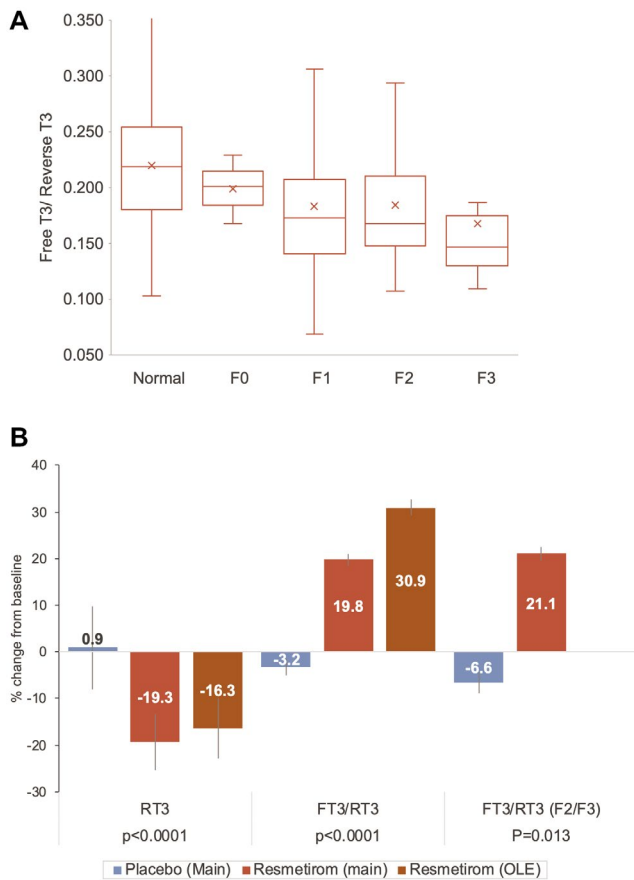 A
Free T3/ Reverse T3
0.350
0.300
0.250
0.200
0.150
0.100
0.050
Normal F0 F1 F2 F3
B
% change from baseline
40
30
20
10
0
-10
-20
-30
0.9
-19.3
-16.3
-3.2
19.8
30.9
-6.6
21.1
RT3 FT3/RT3 FT3/RT3 (F2/F3)
p<0.0001 p<0.0001 P=0.013
Placebo (Main) Resmetirom (main) Resmetirom (OLE)